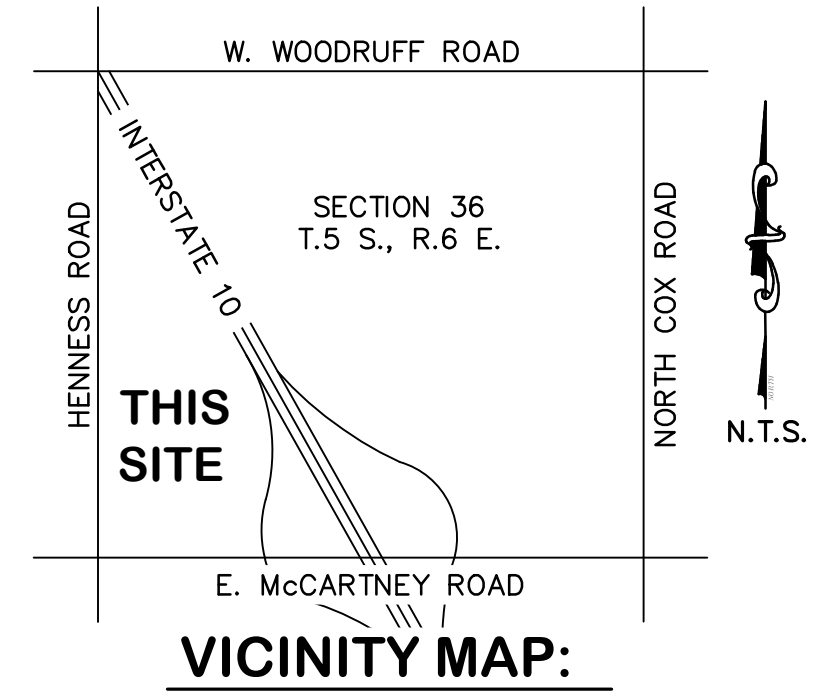 W. WOODRUFF ROAD
INTERSTATE 10
SECTION 36
T.5 S., R.6 E.
HENNESS ROAD
NORTH COX ROAD
NORTH
N.T.S.
THIS
SITE
E. McCARTNEY ROAD
VICINITY MAP: